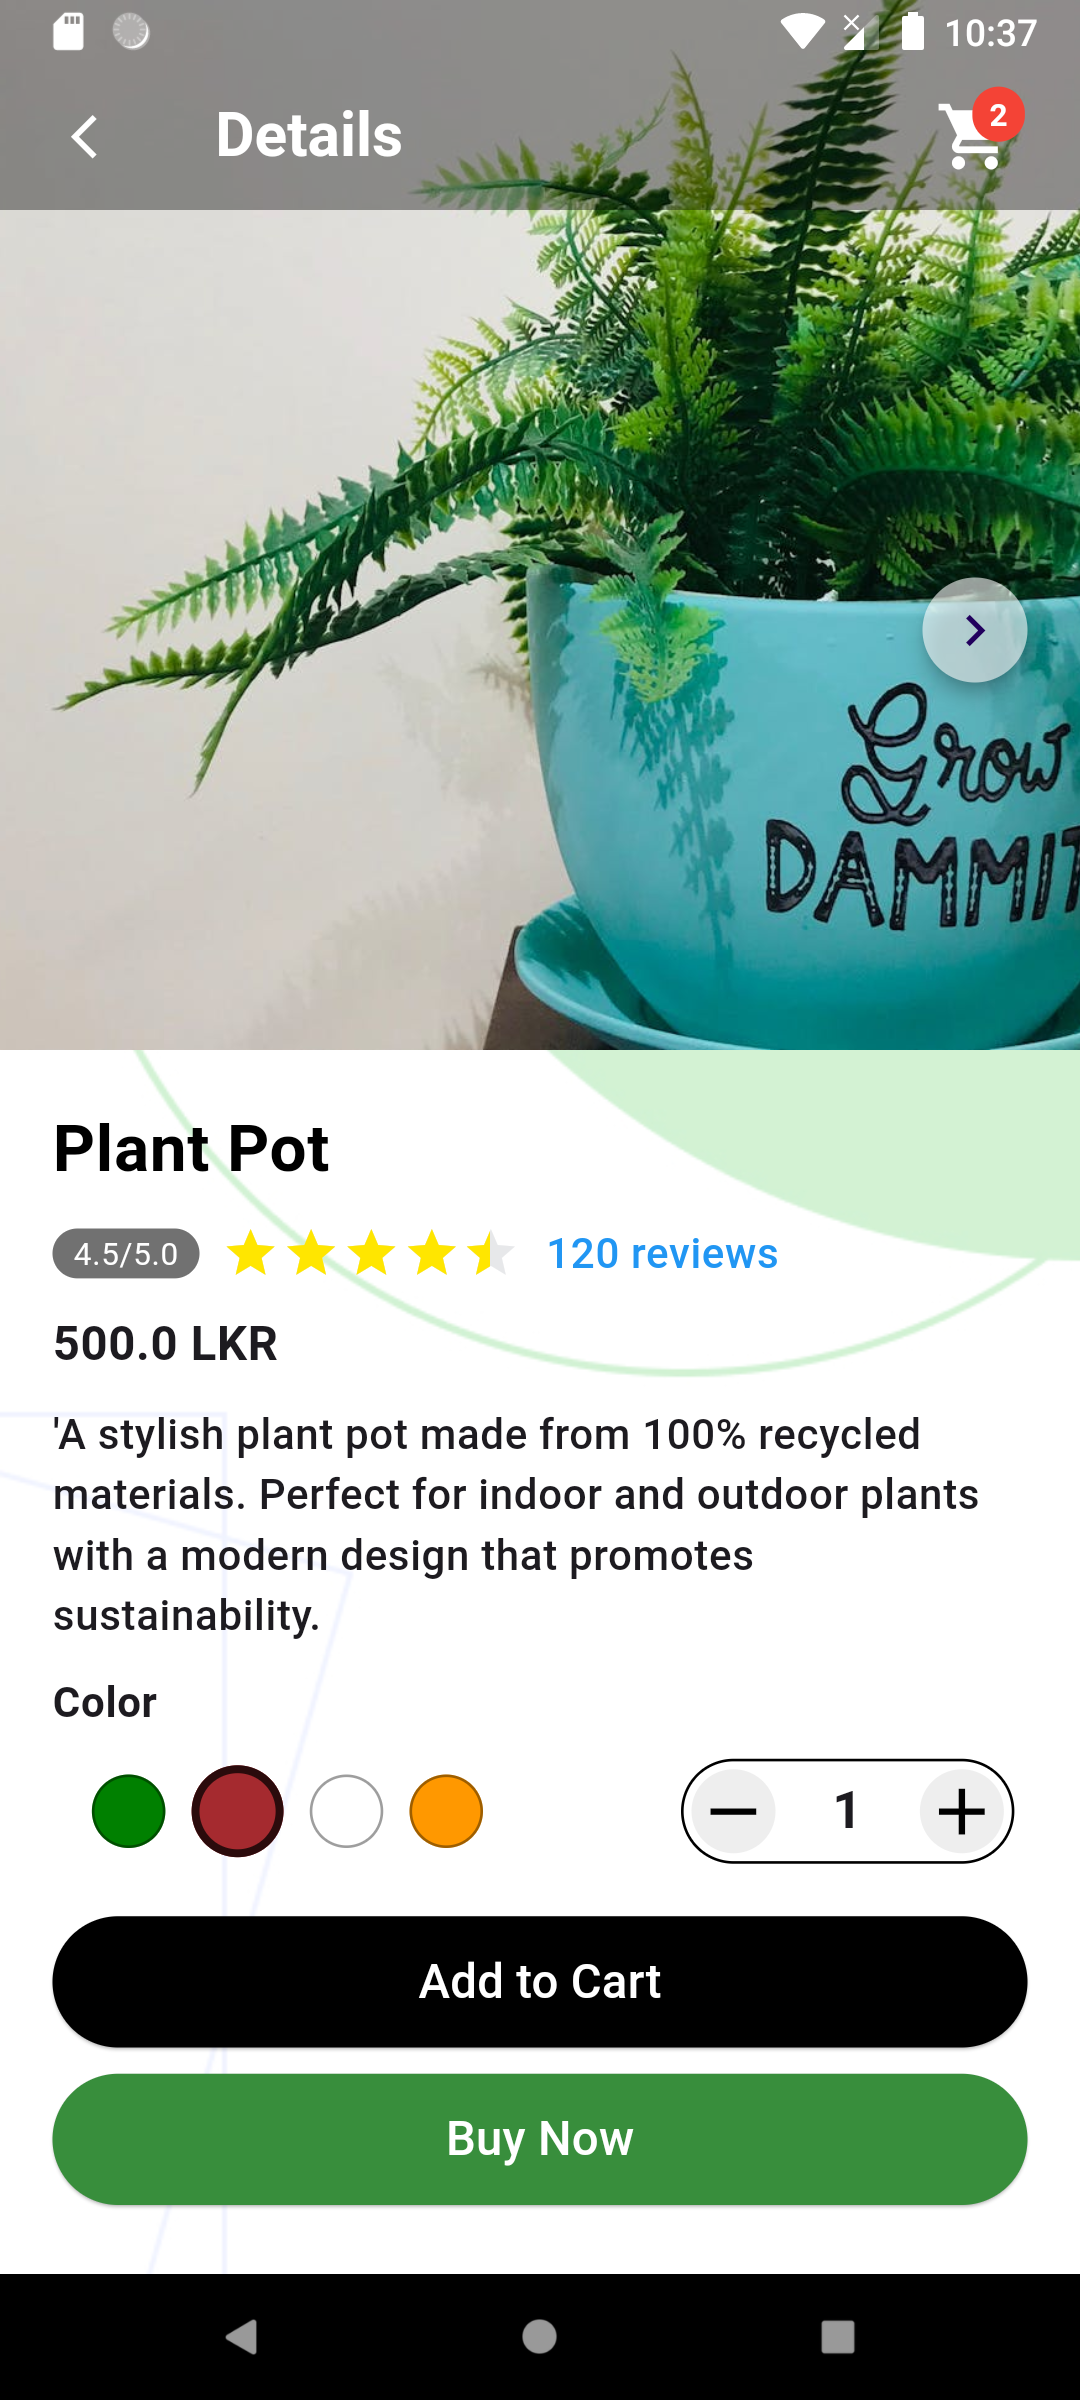 10:37
Details
2
Grow
DAMMIT
Plant Pot
4.5/5.0
120 reviews
500.0 LKR
'A stylish plant pot made from 100% recycled
materials. Perfect for indoor and outdoor plants
with a modern design that promotes
sustainability.
Color
1
Add to Cart
Buy Now